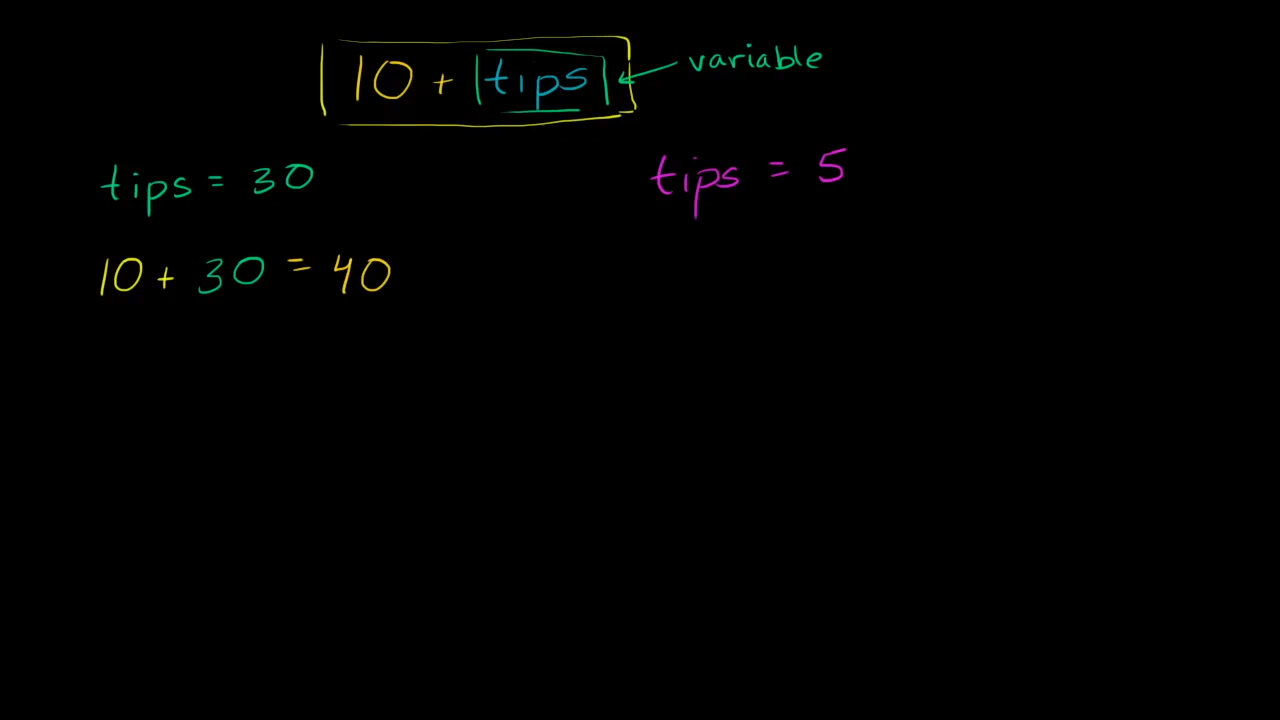 10 + tips
variable
tips = 30
tips = 5
10 + 30 = 40